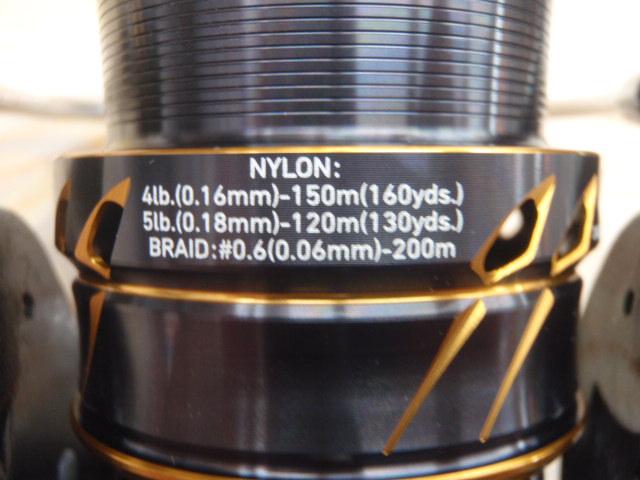 NYLON:
4lb.(0.16mm)-150m(160yds.)
5lb.(0.18mm)-120m(130yds.)
BRAID:#0.6(0.06mm)-200m